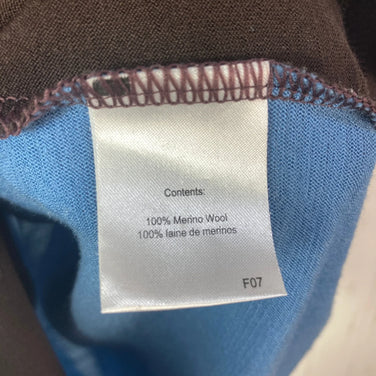 Contents:
100% Merino Wool
100% laine de merinos
F07